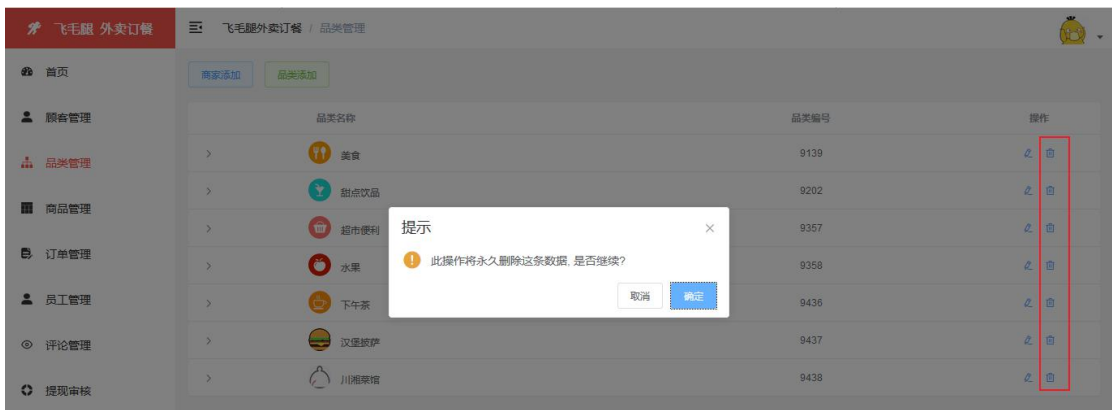 飞毛腿 外卖订餐
飞毛腿外卖订餐 / 品类管理
首页
顾客管理
品类管理
商品管理
订单管理
员工管理
评论管理
提现审核
商家添加 品类添加
品类名称 品类编号 操作
美食 9139
甜点饮品 9202
超市便利 9357
水果 9358
下午茶 9436
汉堡披萨 9437
川湘菜馆 9438
提示
此操作将永久删除这条数据, 是否继续?
取消 确定